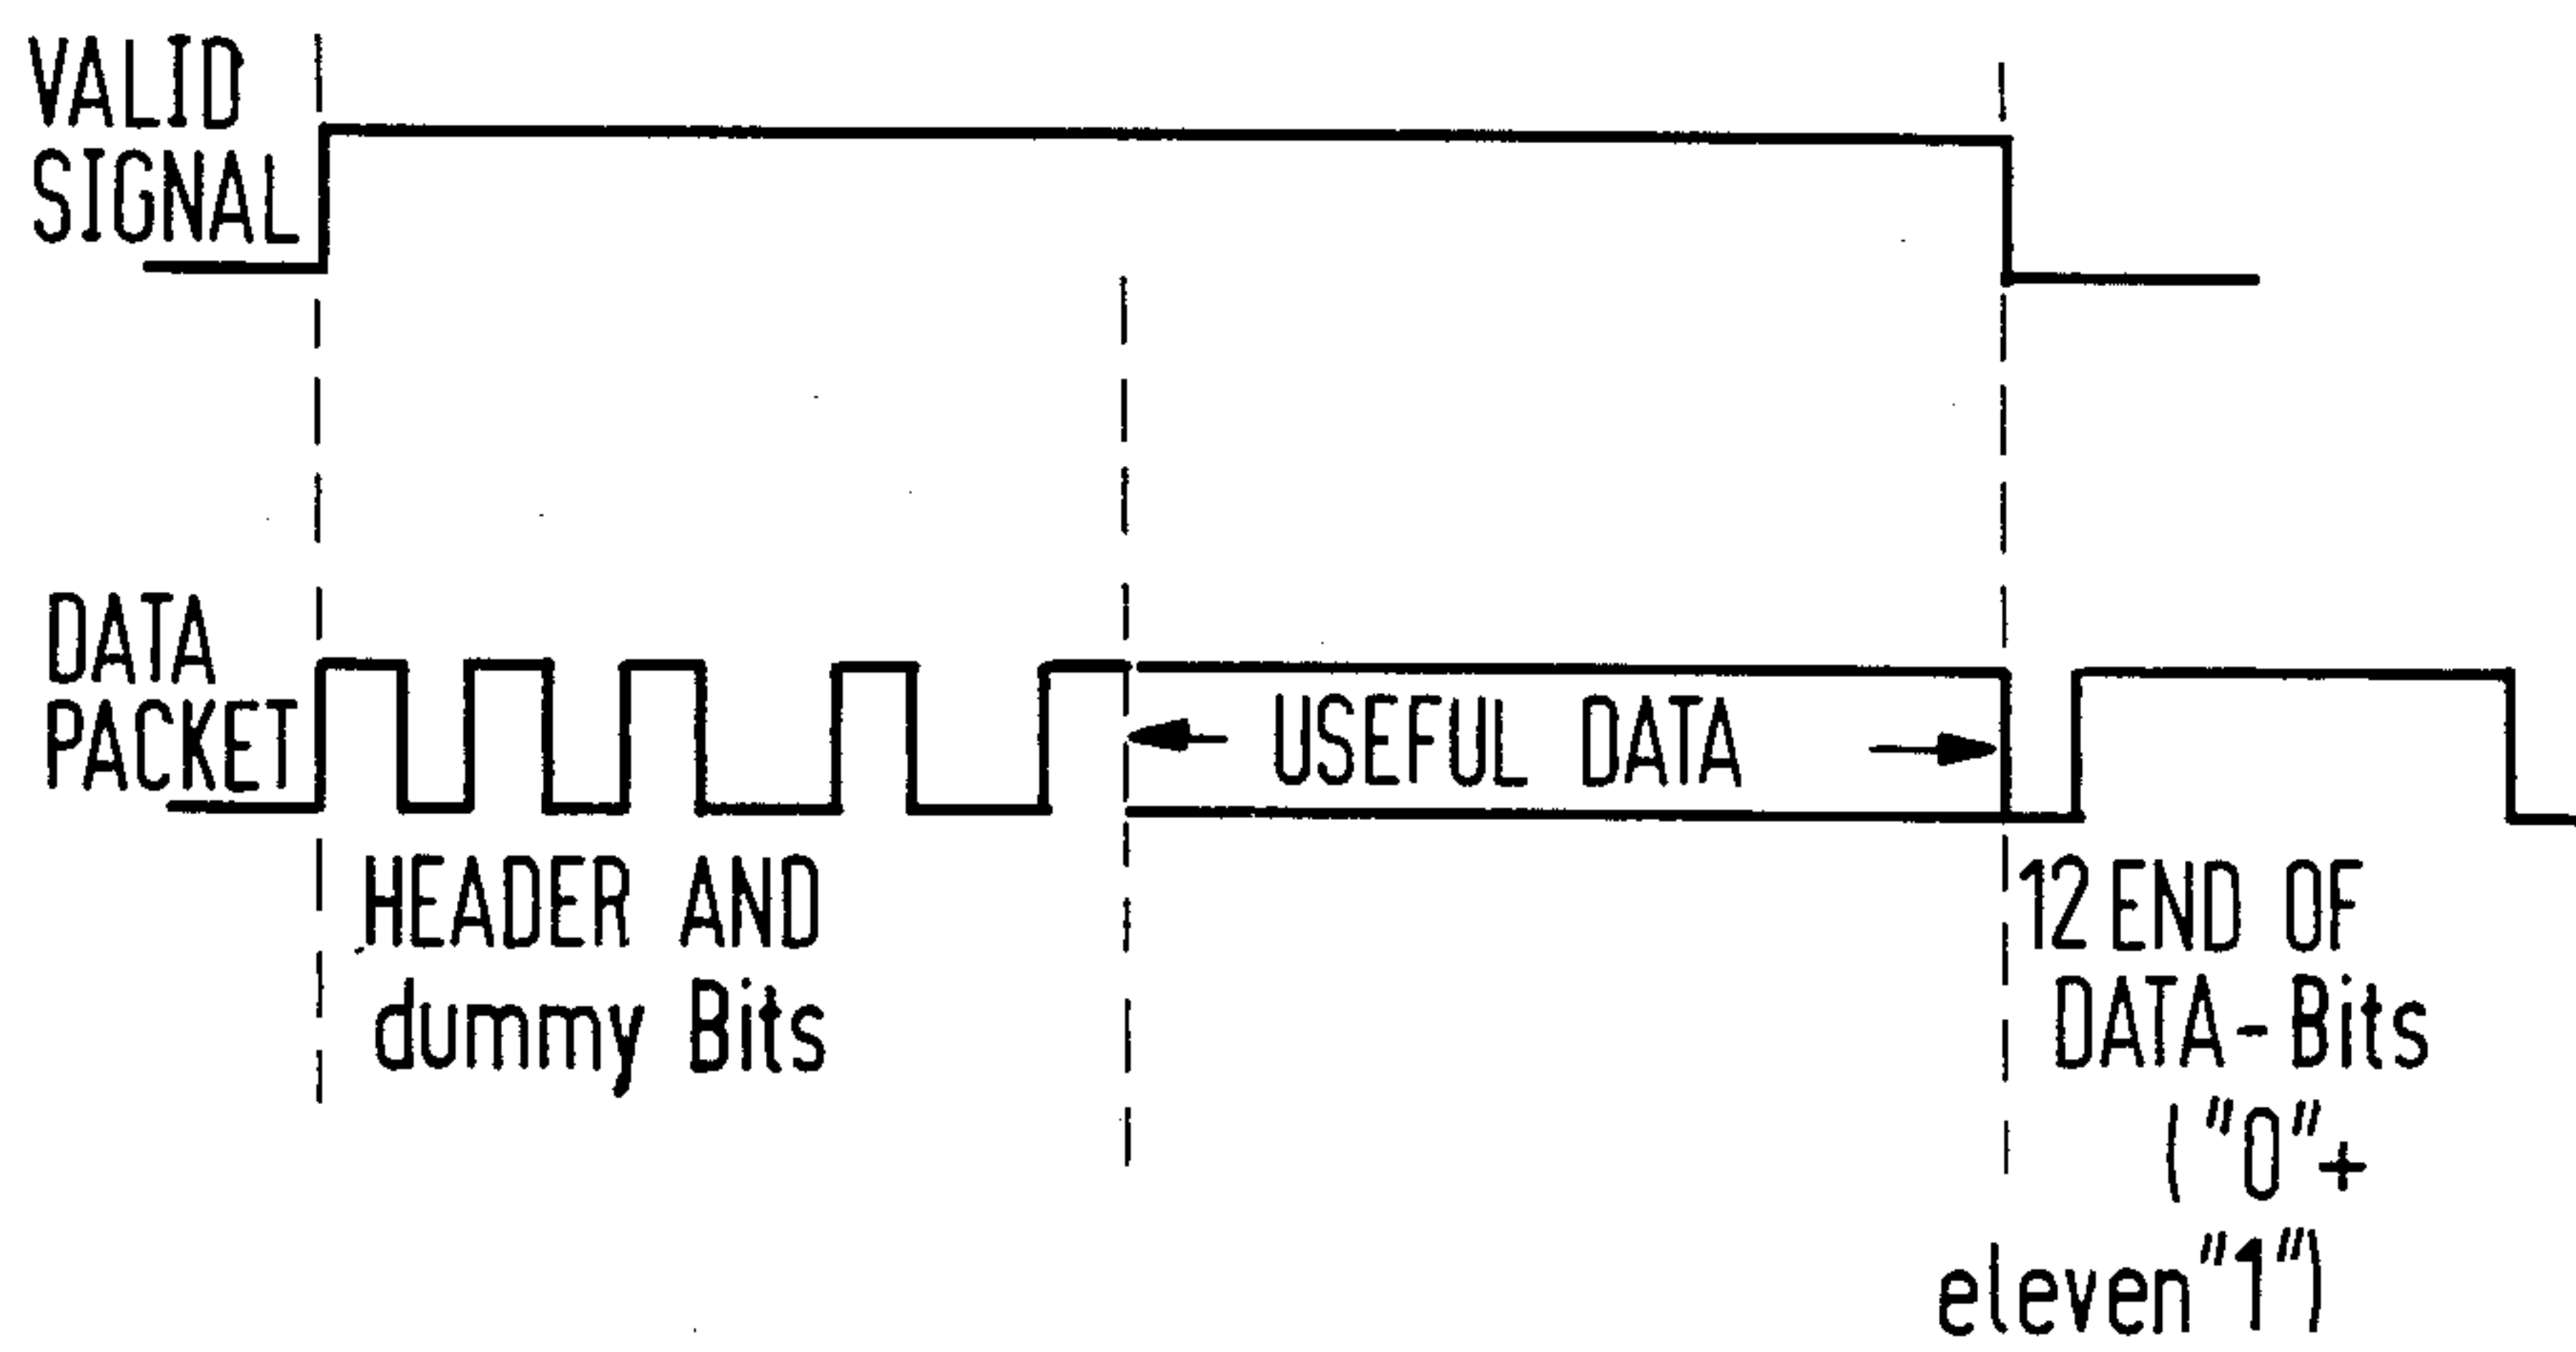 VALID
SIGNAL
DATA
PACKET
USEFUL DATA
HEADER AND
dummy Bits
12 END OF
DATA-Bits
("0"+
eleven"1")